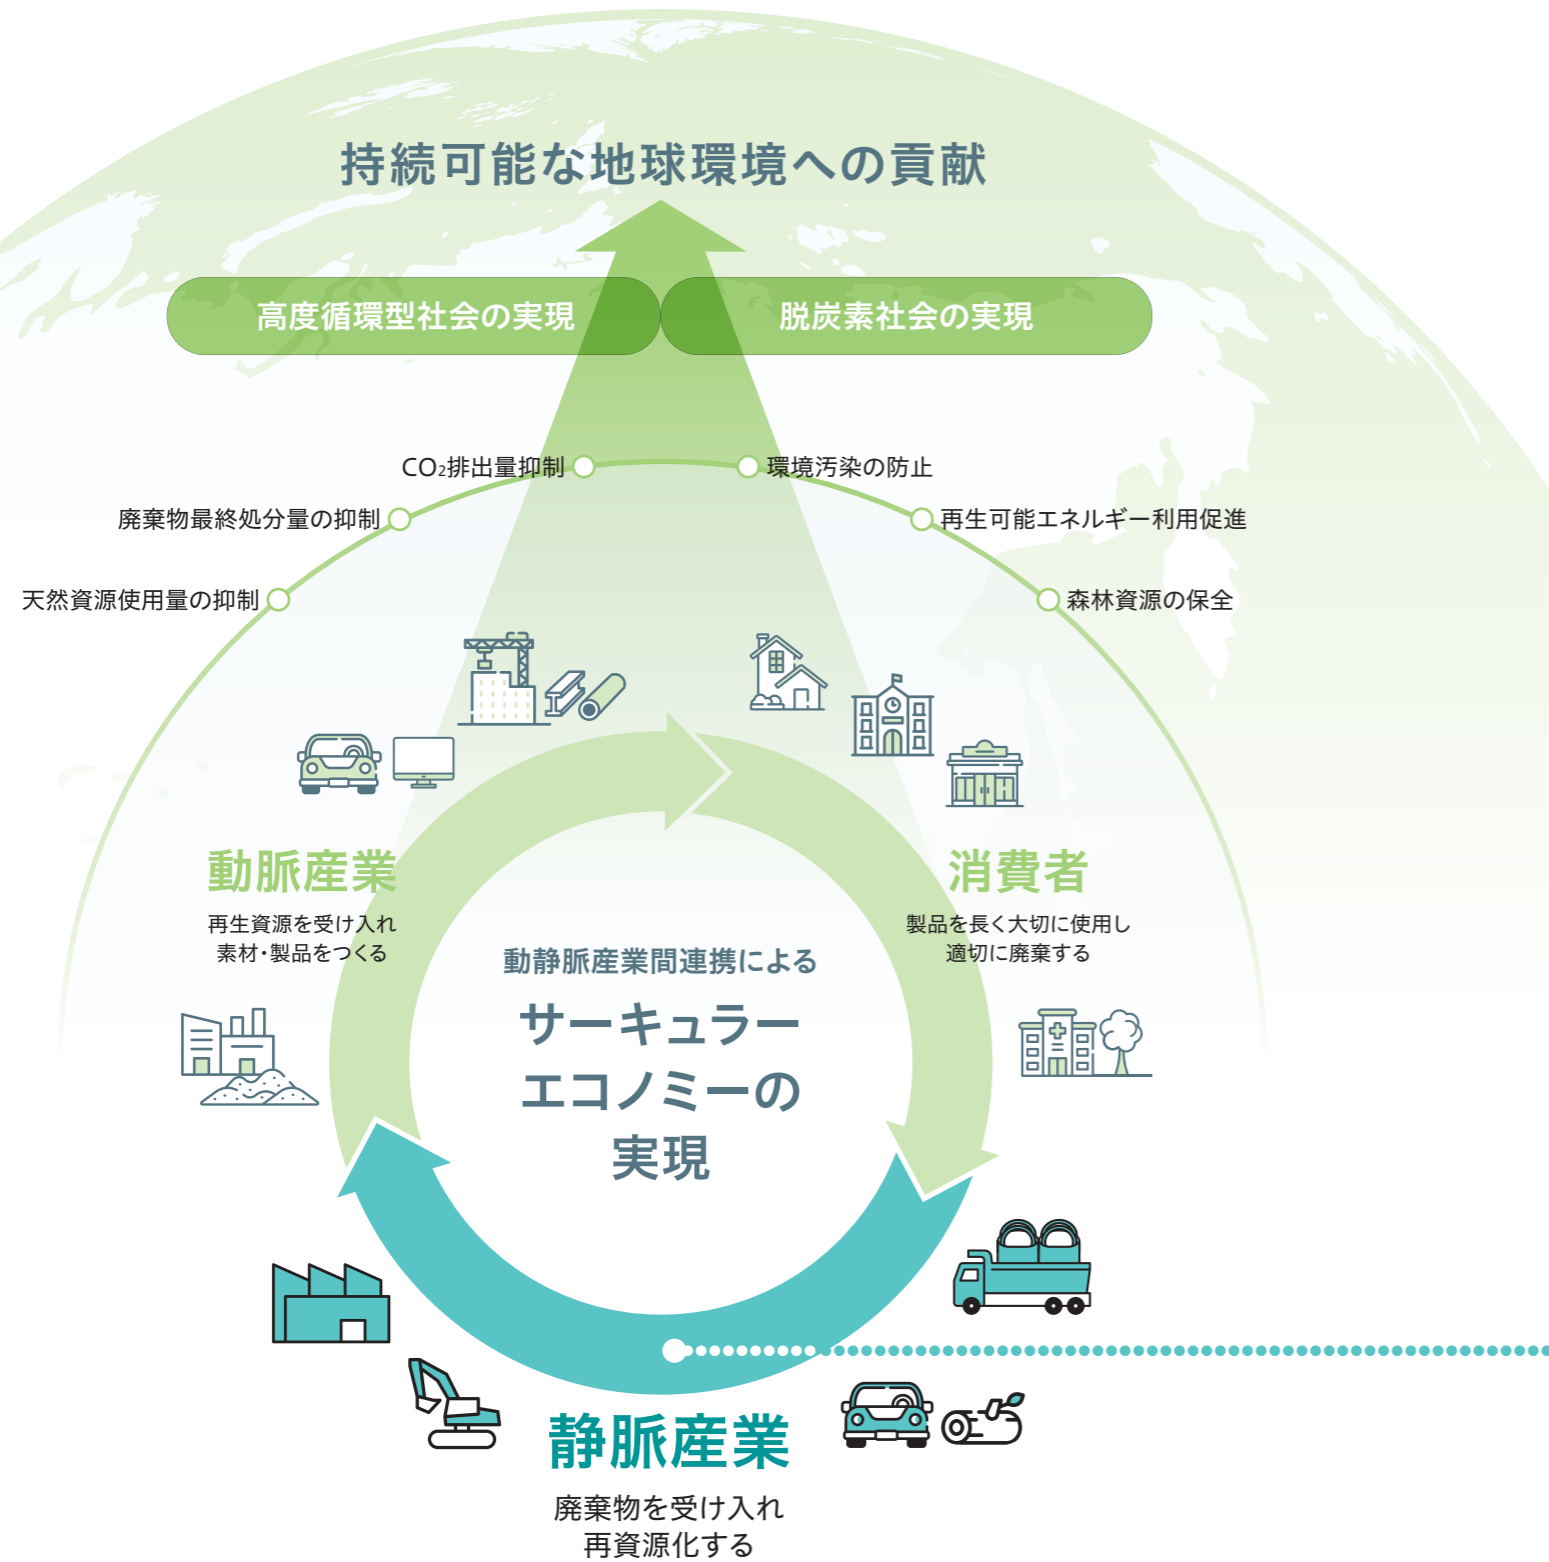 持続可能な地球環境への貢献
高度循環型社会の実現
脱炭素社会の実現
CO₂排出量抑制
環境汚染の防止
廃棄物最終処分量の抑制
再生可能エネルギー利用促進
天然資源使用量の抑制
森林資源の保全
動脈産業
再生資源を受け入れ
素材・製品をつくる
消費者
製品を長く大切に使用し
適切に廃棄する
動静脈産業間連携による
サーキュラー
エコノミーの
実現
静脈産業
廃棄物を受け入れ
再資源化する